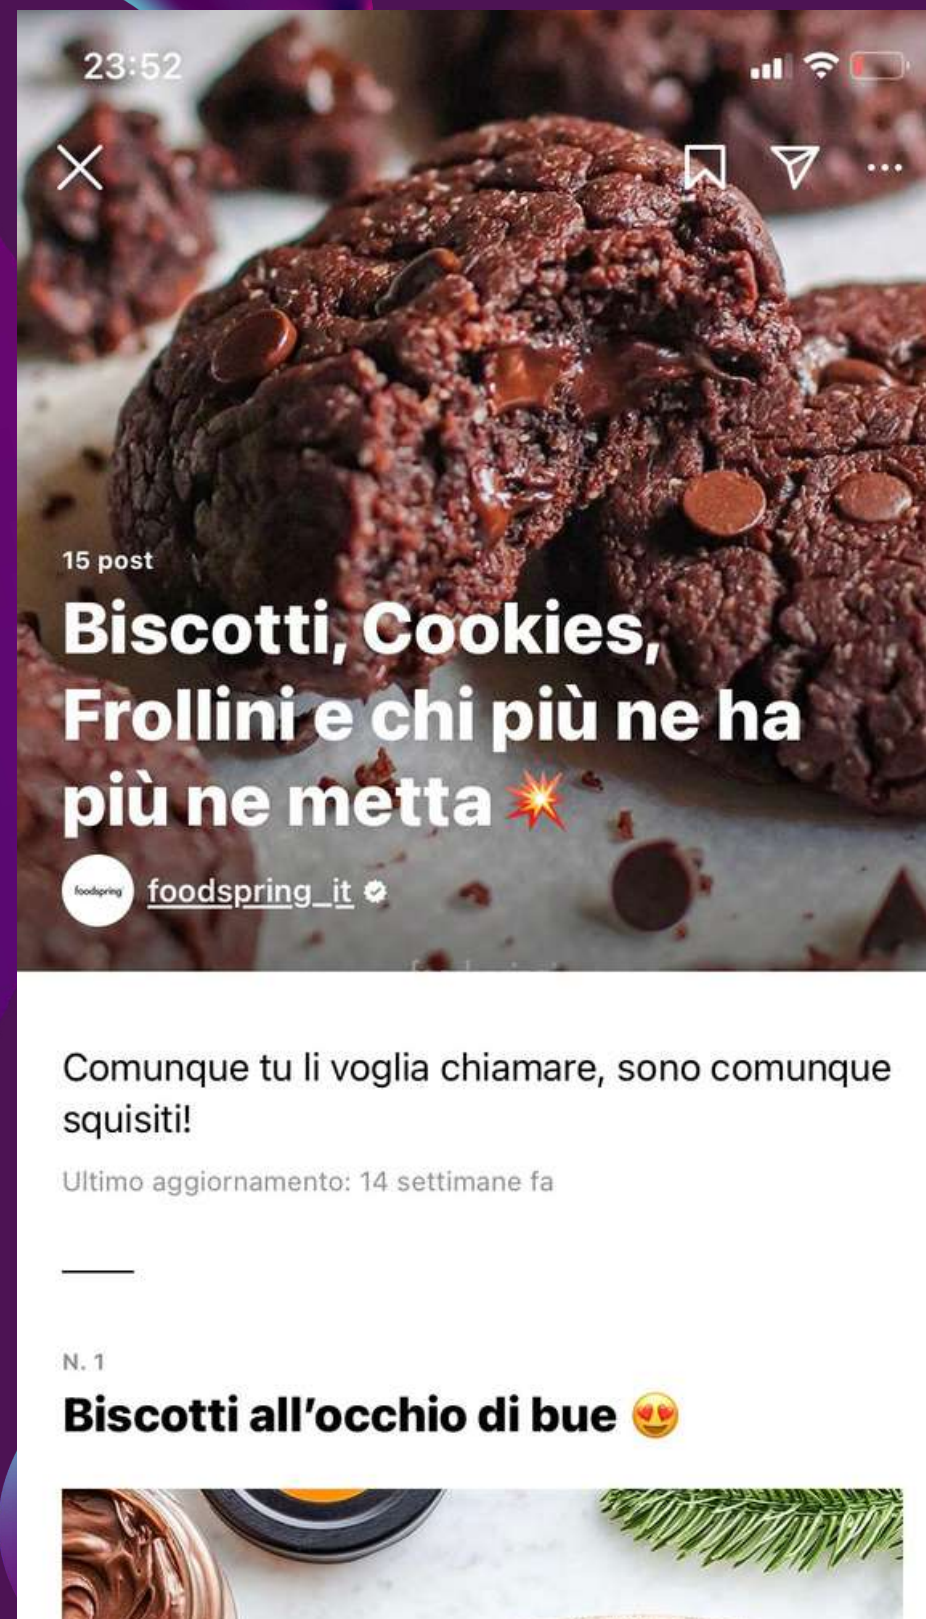 23:52
15 post
Biscotti, Cookies,
Frollini e chi più ne ha
più ne metta 💥
foodspring
foodspring_it
Comunque tu li voglia chiamare, sono comunque
squisiti!
Ultimo aggiornamento: 14 settimane fa
N. 1
Biscotti all’occhio di bue 😍